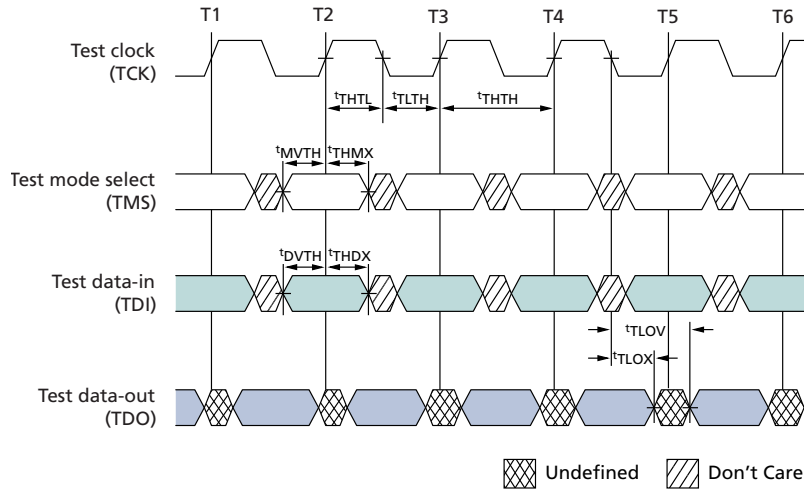 T1 T2 T3 T4 T5 T6
Test clock
(TCK)
tTHTL tTLTH tTHTH
tMVTH tTHMX
Test mode select
(TMS)
tDVTH tTHDX
Test data-in
(TDI)
tTLOV
tTLOX
Test data-out
(TDO)
Undefined Don't Care